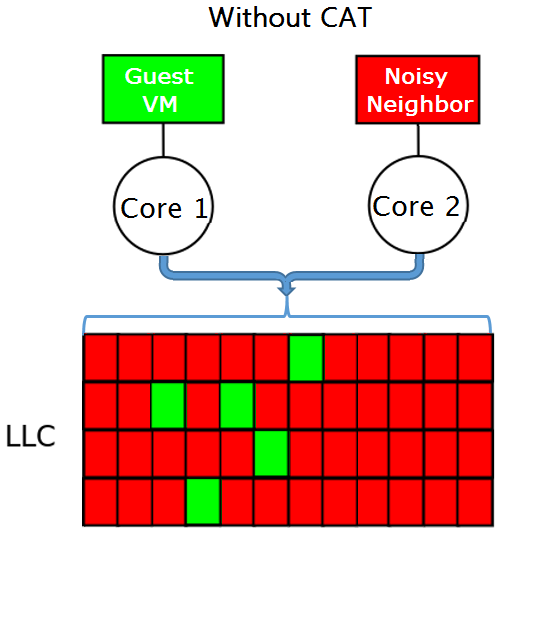 Without CAT
Guest
VM
Noisy
Neighbor
Core 1
Core 2
LLC